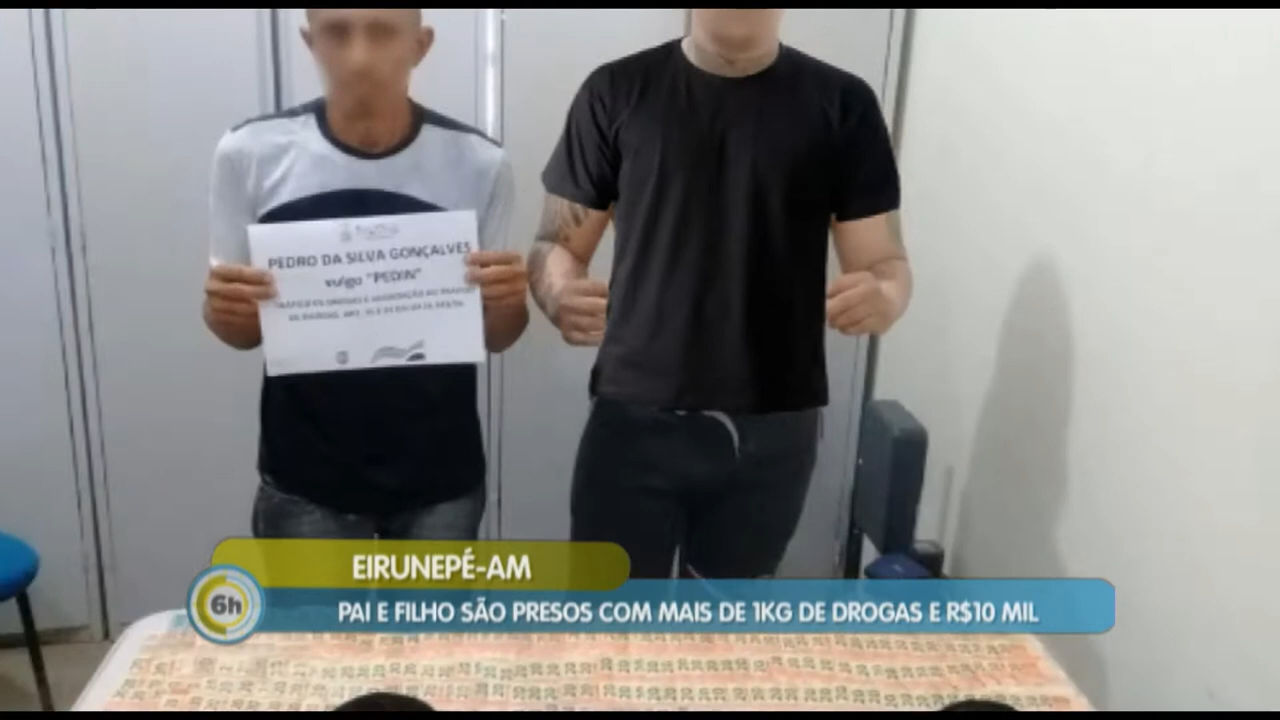 PEDRO DA SILVA GONÇALVES
vulgo "PEDIN"
EIRUNEPÉ-AM
6h
PAI E FILHO SÃO PRESOS COM MAIS DE 1KG DE DROGAS E R$10 MIL